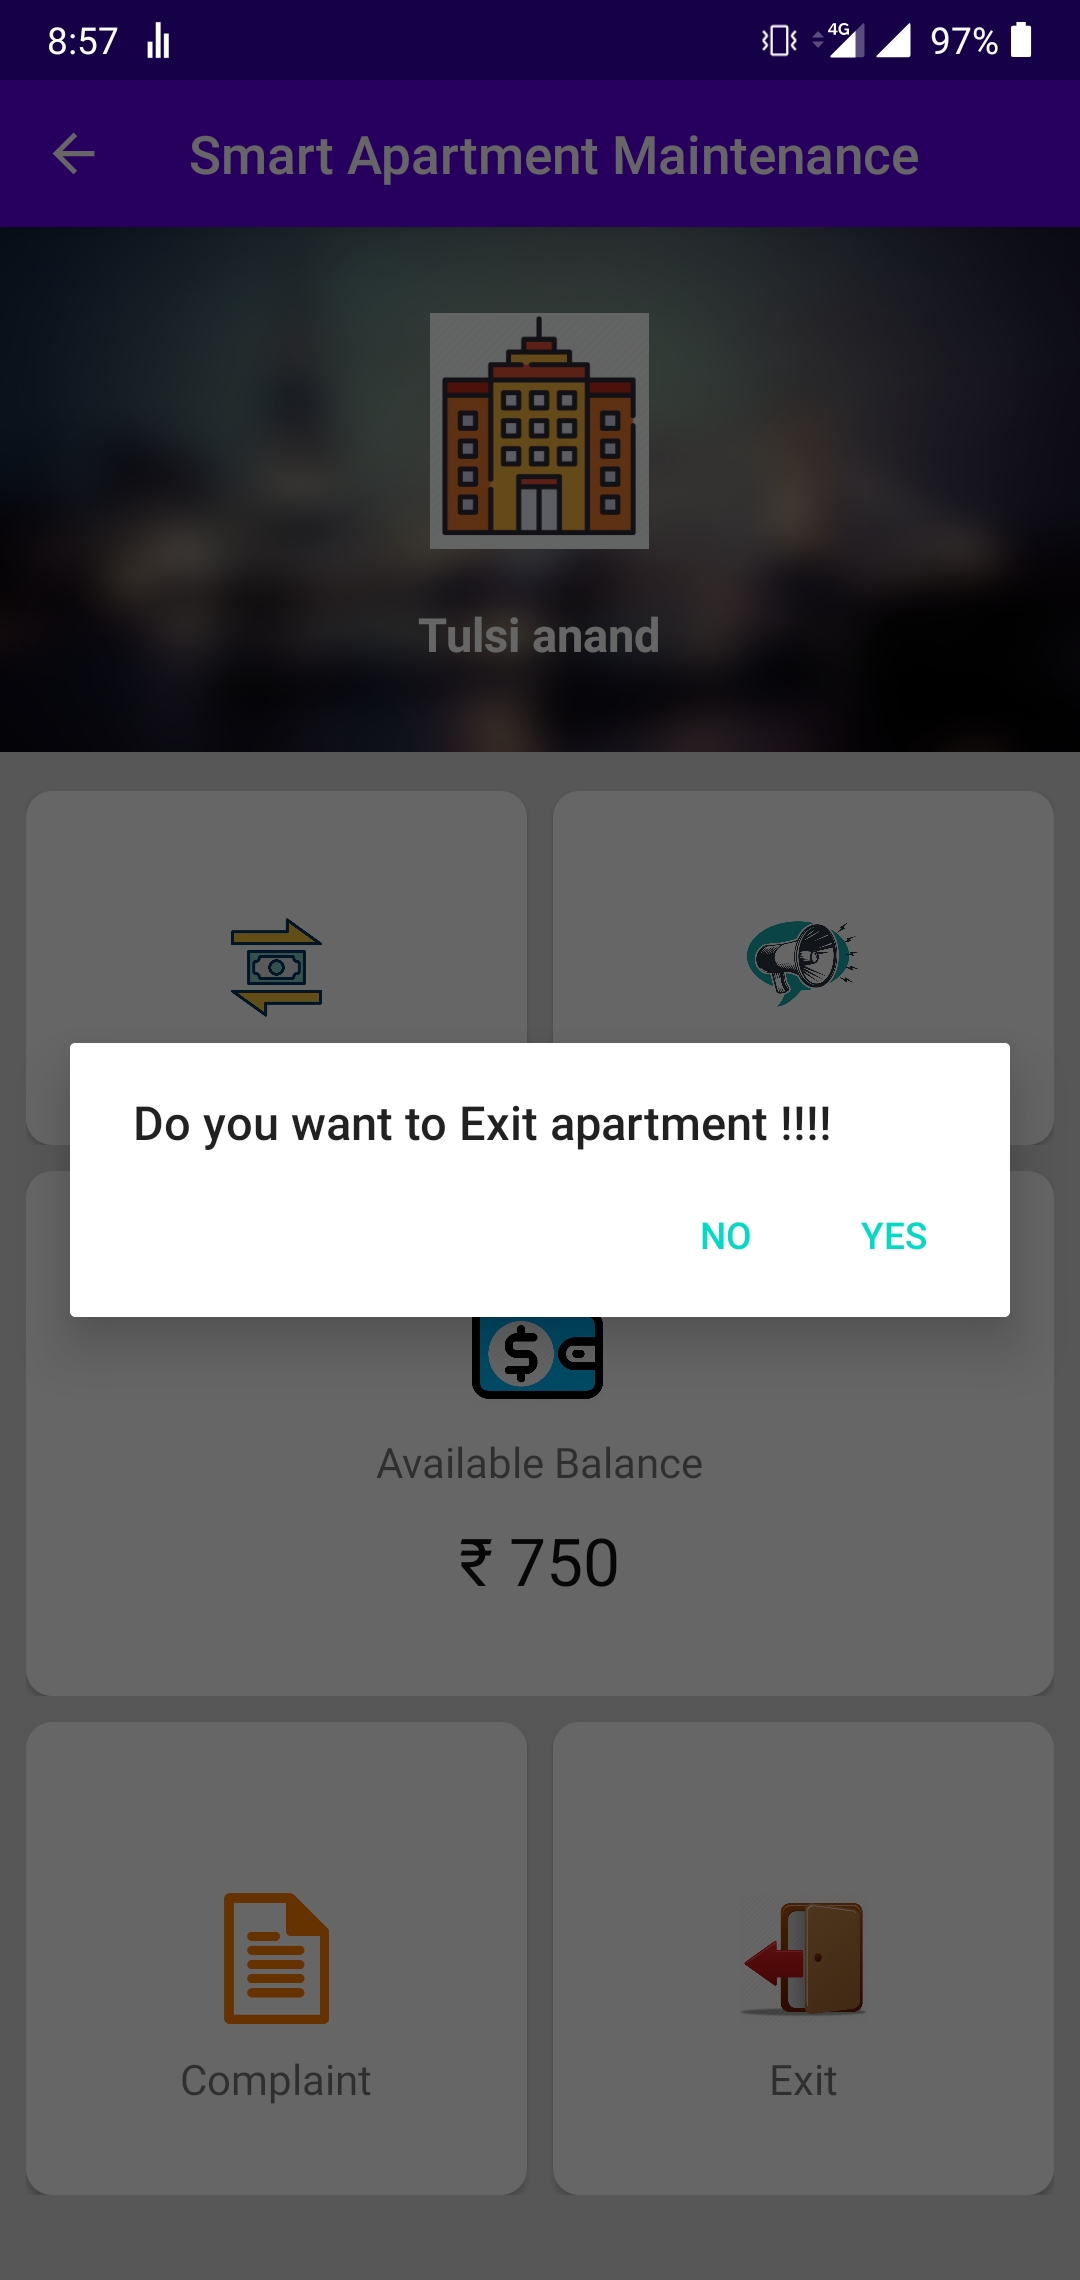 8:57 4G 97%
Smart Apartment Maintenance
Tulsi anand
Do you want to Exit apartment !!!!
NO YES
Available Balance
₹ 750
Complaint Exit